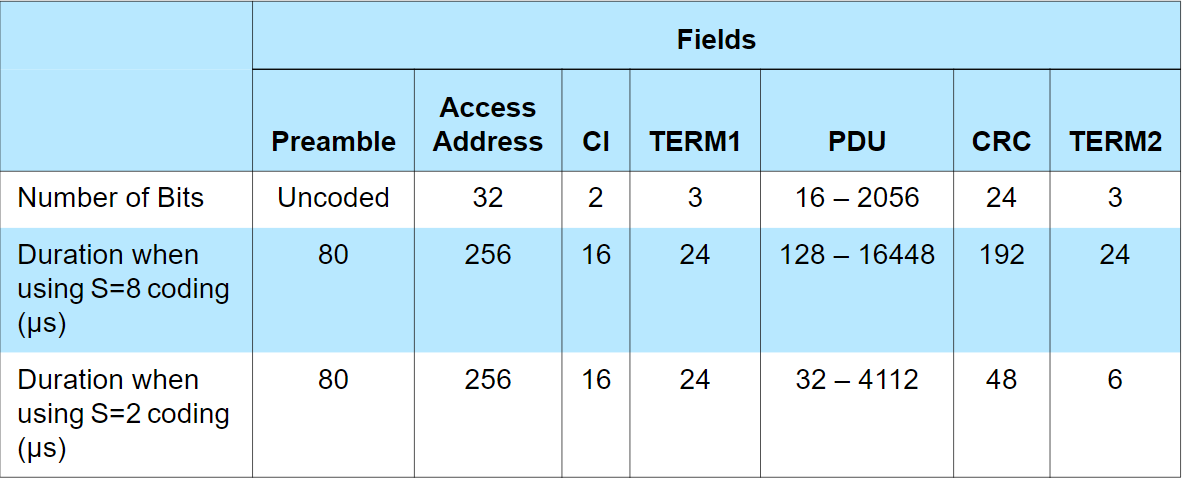 Fields
Preamble Access Address CI TERM1 PDU CRC TERM2
Number of Bits Uncoded 32 2 3 16 – 2056 24 3
Duration when using S=8 coding (µs) 80 256 16 24 128 – 16448 192 24
Duration when using S=2 coding (µs) 80 256 16 24 32 – 4112 48 6